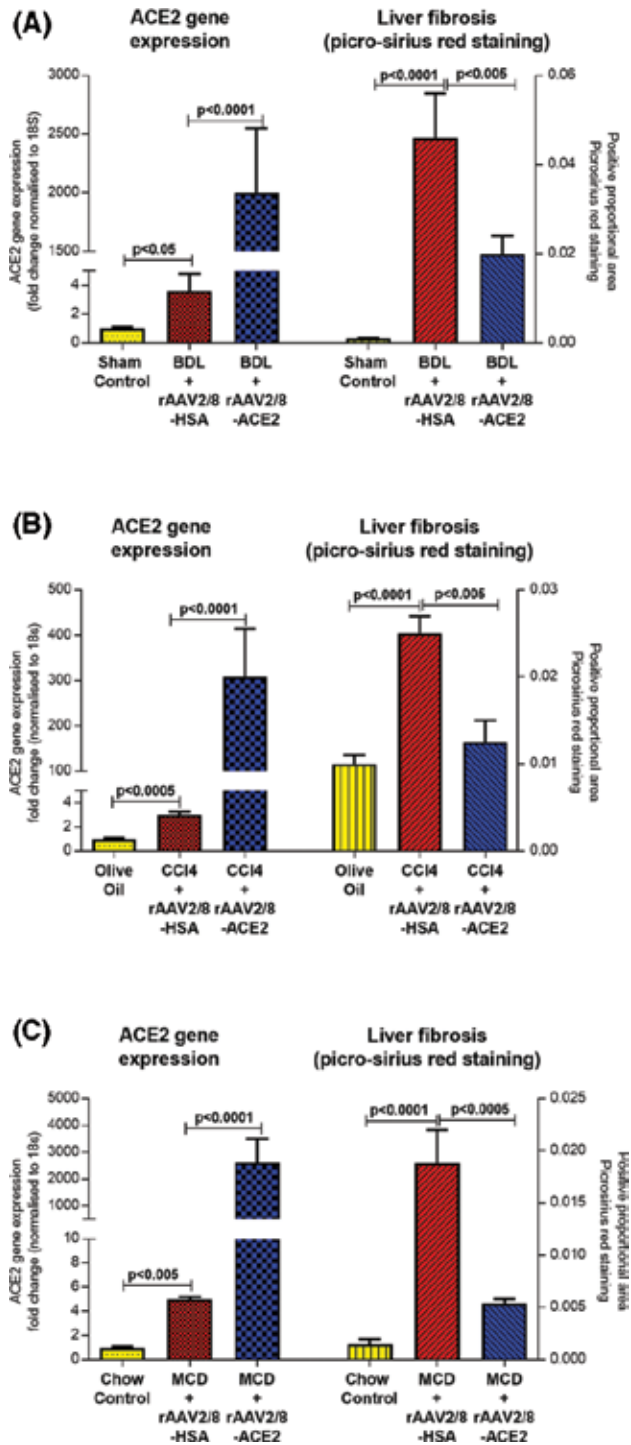 (A)
ACE2 gene
expression
Liver fibrosis
(picro-sirius red staining)
ACE2 gene expression
(fold change normalised to 18S)
3000
2500
2000
1500
4
2
0
p<0.05
p<0.0001
p<0.0001
p<0.005
0.06
0.04
0.02
0.00
Positive proportional area
Picrosirius red staining
Sham
Control
BDL
+
rAAV2/8
-HSA
BDL
+
rAAV2/8
-ACE2
Sham
Control
BDL
+
rAAV2/8
-HSA
BDL
+
rAAV2/8
-ACE2
(B)
ACE2 gene
expression
Liver fibrosis
(picro-sirius red staining)
ACE2 gene expression
fold change (normalised to 18s)
500
400
300
200
100
4
2
0
p<0.0005
p<0.0001
p<0.0001
p<0.005
0.03
0.02
0.01
0.00
Positive proportional area
Picrosirius red staining
Olive
Oil
CCl4
+
rAAV2/8
-HSA
CCl4
+
rAAV2/8
-ACE2
Olive
Oil
CCl4
+
rAAV2/8
-HSA
CCl4
+
rAAV2/8
-ACE2
(C)
ACE2 gene
expression
Liver fibrosis
(picro-sirius red staining)
ACE2 gene expression
fold change (normalised to 18s)
5000
4000
3000
2000
1000
10
8
6
4
2
0
p<0.005
p<0.0001
p<0.0001
p<0.0005
0.025
0.020
0.015
0.010
0.005
0.000
Positive proportional area
Picrosirius red staining
Chow
Control
MCD
+
rAAV2/8
-HSA
MCD
+
rAAV2/8
-ACE2
Chow
Control
MCD
+
rAAV2/8
-HSA
MCD
+
rAAV2/8
-ACE2